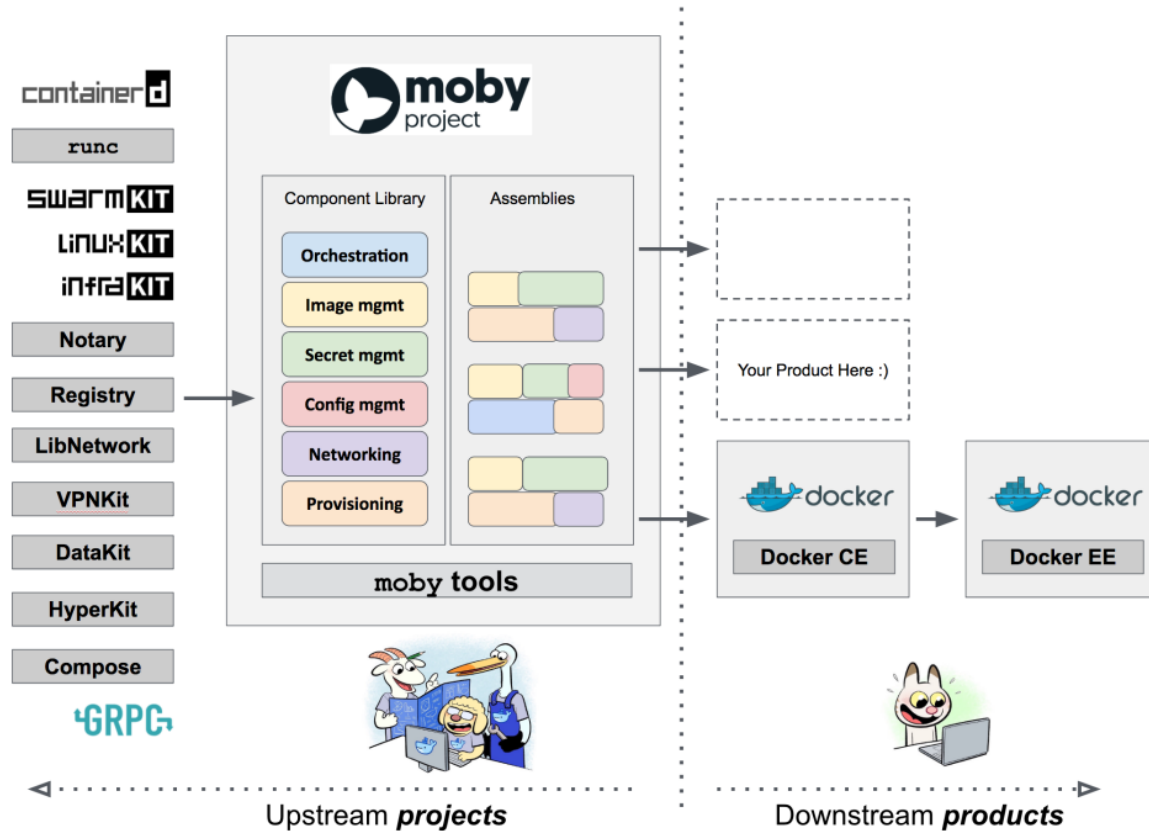 containerd
runc
swarmKIT
LinuxKIT
infraKIT
Notary
Registry
LibNetwork
VPNKit
DataKit
HyperKit
Compose
GRPC
moby
project
Component Library
Orchestration
Image mgmt
Secret mgmt
Config mgmt
Networking
Provisioning
Assemblies
moby tools
Your Product Here :)
docker
Docker CE
docker
Docker EE
Upstream projects
Downstream products